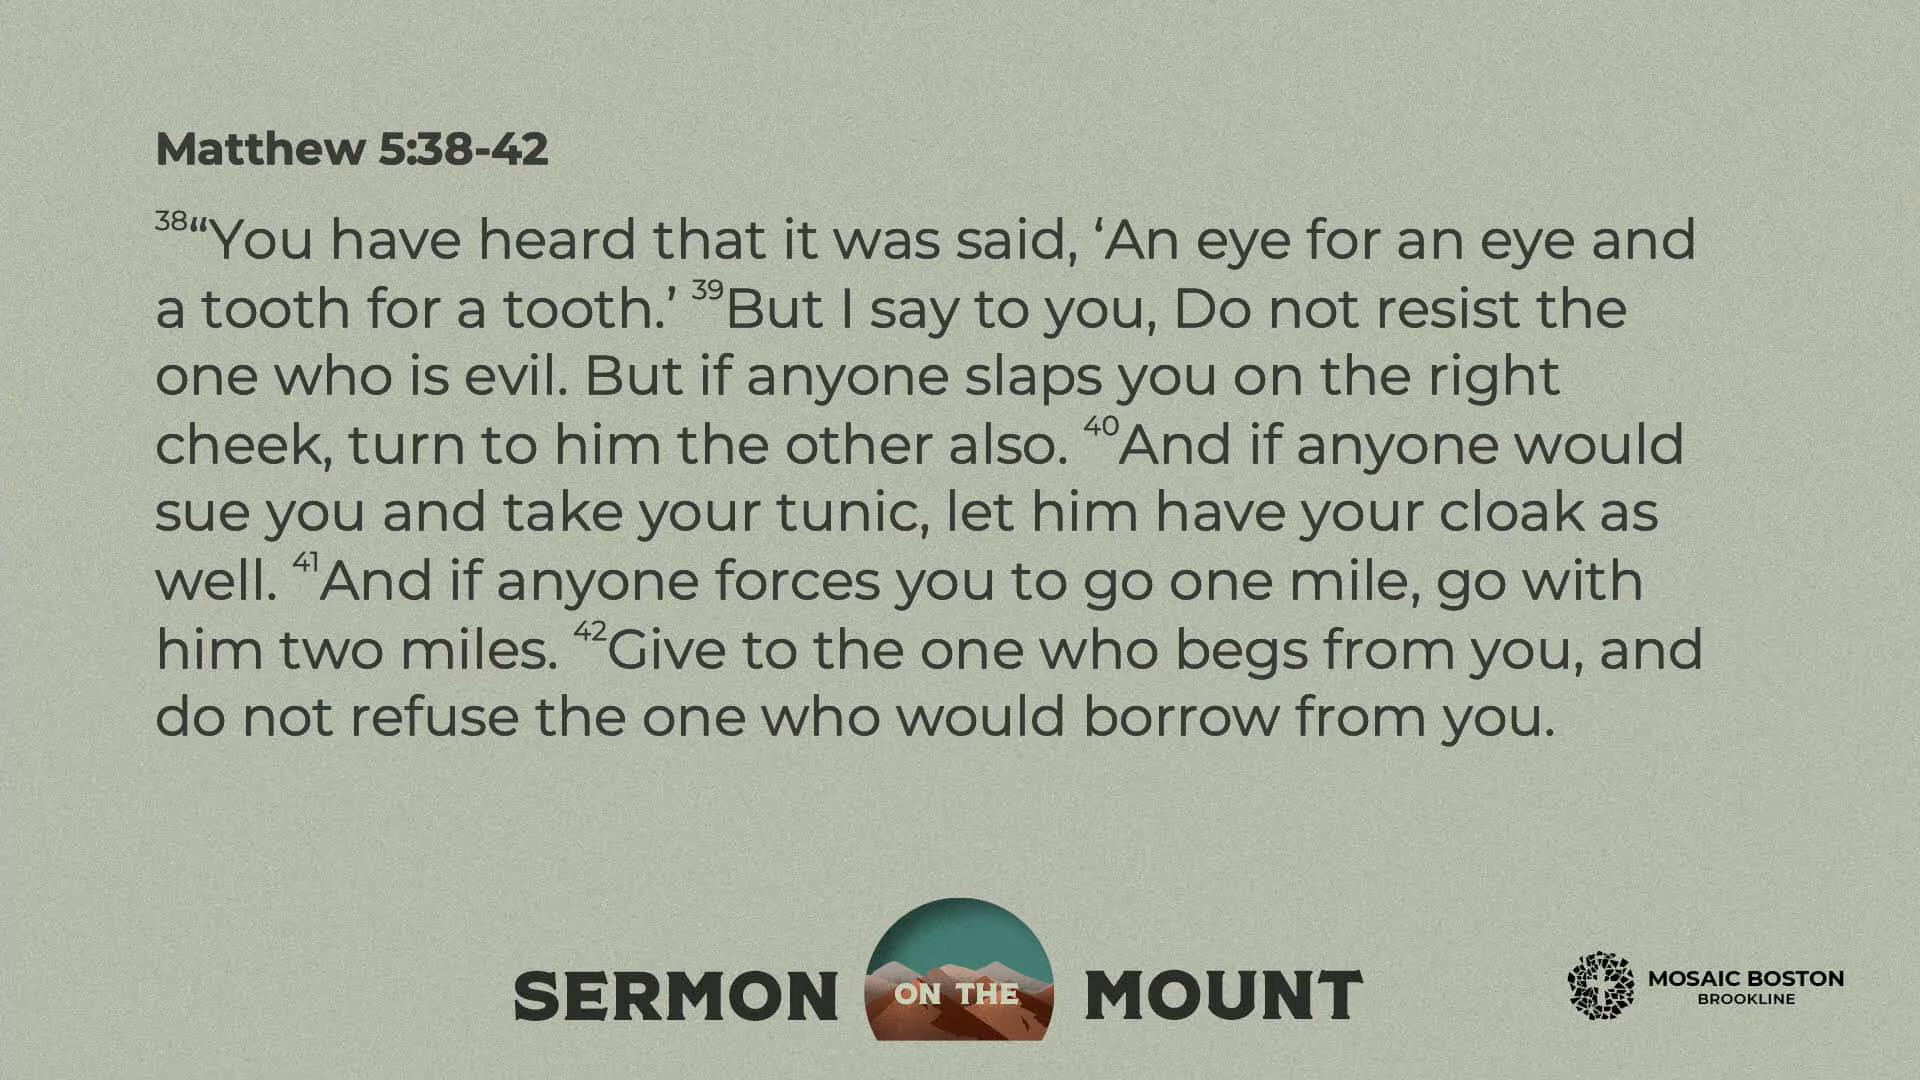 Matthew 5:38-42
38“You have heard that it was said, ‘An eye for an eye and
a tooth for a tooth.’ 39But I say to you, Do not resist the
one who is evil. But if anyone slaps you on the right
cheek, turn to him the other also. 40And if anyone would
sue you and take your tunic, let him have your cloak as
well. 41And if anyone forces you to go one mile, go with
him two miles. 42Give to the one who begs from you, and
do not refuse the one who would borrow from you.
SERMON ON THE MOUNT
MOSAIC BOSTON
BROOKLINE